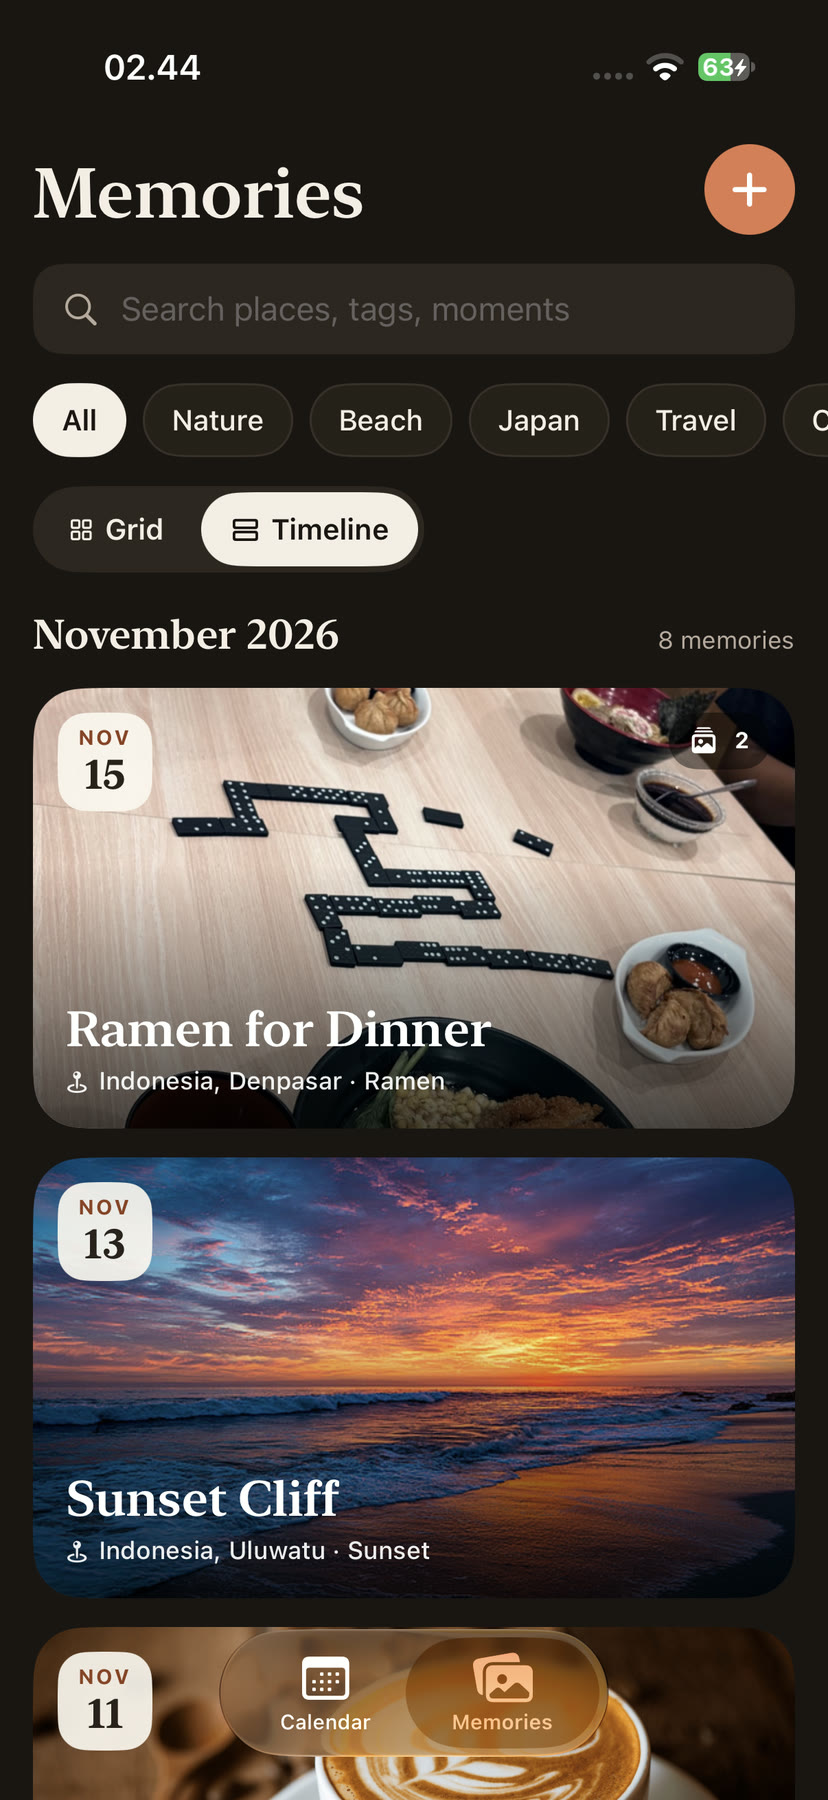 02.44
63
Memories
Search places, tags, moments
All
Nature
Beach
Japan
Travel
Grid
Timeline
November 2026
8 memories
NOV
15
2
Ramen for Dinner
Indonesia, Denpasar · Ramen
NOV
13
Sunset Cliff
Indonesia, Uluwatu · Sunset
NOV
11
Calendar
Memories